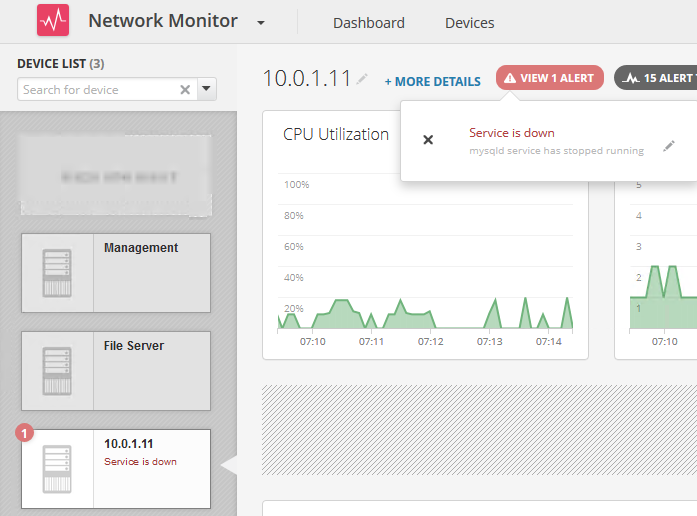 Network Monitor
Dashboard
Devices
DEVICE LIST (3)
Search for device
10.0.1.11
+ MORE DETAILS
VIEW 1 ALERT
15 ALERT
Service is down
mysqld service has stopped running
CPU Utilization
100%
80%
60%
40%
20%
07:10
07:11
07:12
07:13
07:14
5
4
3
2
1
07:10
Management
File Server
1
10.0.1.11
Service is down